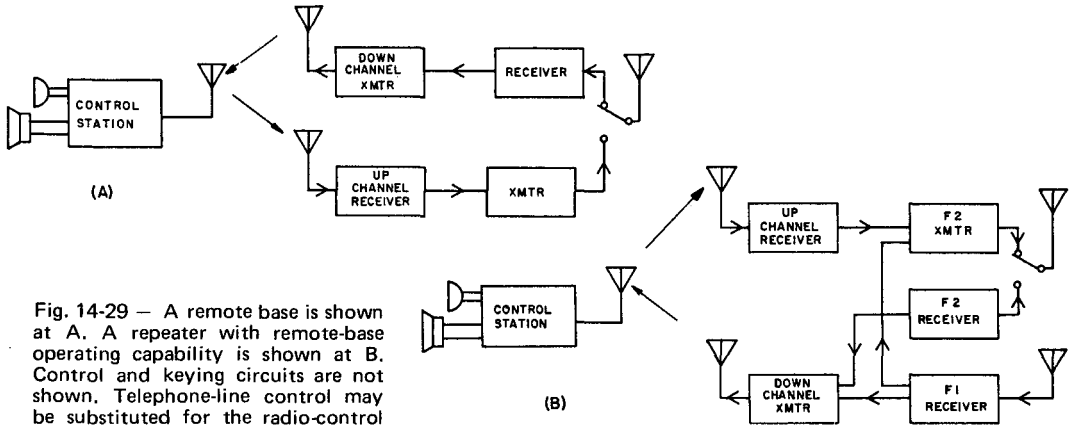 DOWN
CHANNEL
XMTR
RECEIVER
CONTROL
STATION
UP
CHANNEL
RECEIVER
XMTR
(A)
UP
CHANNEL
RECEIVER
F2
XMTR
F2
RECEIVER
CONTROL
STATION
DOWN
CHANNEL
XMTR
F1
RECEIVER
(B)
Fig. 14-29 — A remote base is shown
at A. A repeater with remote-base
operating capability is shown at B.
Control and keying circuits are not
shown. Telephone-line control may
be substituted for the radio-control